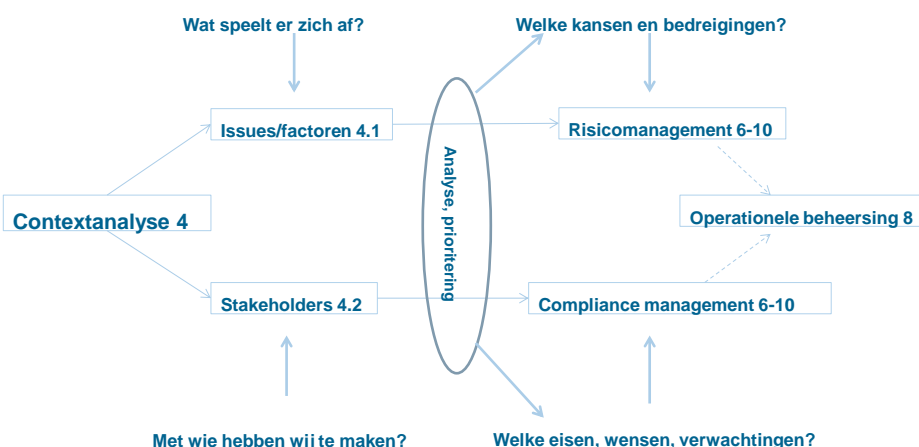 Wat speelt er zich af?
Welke kansen en bedreigingen?
Issues/factoren 4.1
Risicomanagement 6-10
Analyse, prioritering
Contextanalyse 4
Operationele beheersing 8
Stakeholders 4.2
Compliance management 6-10
Met wie hebben wij te maken?
Welke eisen, wensen, verwachtingen?